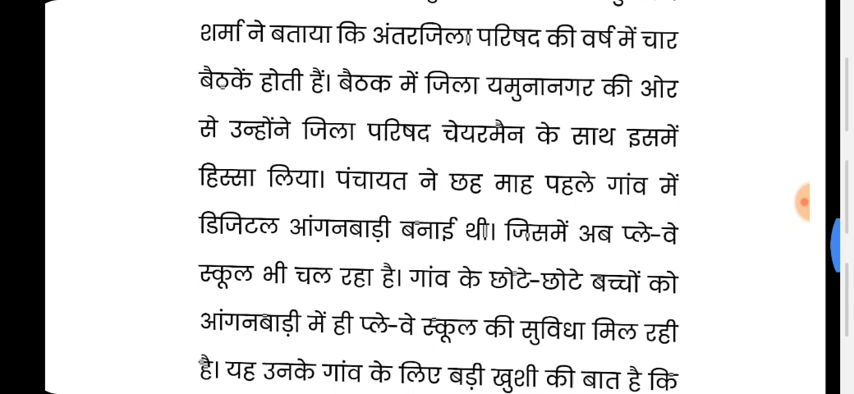 शर्मा ने बताया कि अंतरजिला परिषद की वर्ष में चार
बैठकें होती हैं। बैठक में जिला यमुनानगर की ओर
से उन्होंने जिला परिषद चेयरमैन के साथ इसमें
हिस्सा लिया। पंचायत ने छह माह पहले गांव में
डिजिटल आंगनबाड़ी बनाई थी। जिसमें अब प्ले-वे
स्कूल भी चल रहा है। गांव के छोटे-छोटे बच्चों को
आंगनबाड़ी में ही प्ले-वे स्कूल की सुविधा मिल रही
है। यह उनके गांव के लिए बड़ी खुशी की बात है कि